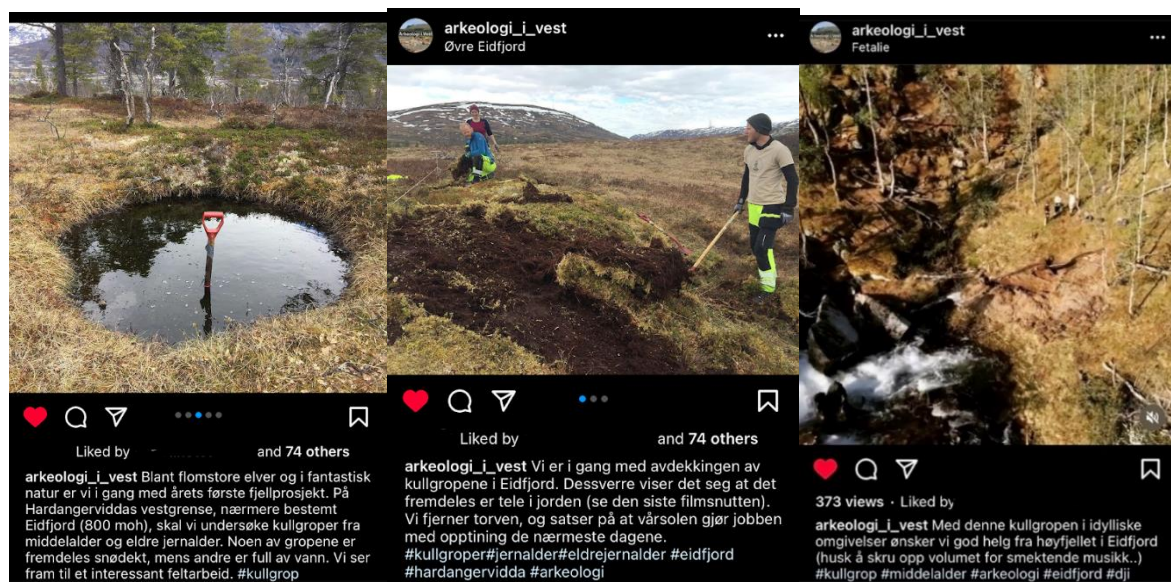 Liked by
and 74 others
arkeologi_i_vest Blant flomstore elver og i fantastisk
natur er vi i gang med årets første fjellprosjekt. På
Hardangerviddas vestgrense, nærmere bestemt
Eidfjord (800 moh), skal vi undersøke kullgroper fra
middelalder og eldre jernalder. Noen av gropene er
fremdeles snødekt, mens andre er full av vann. Vi ser
fram til et interessant feltarbeid. #kullgrop
arkeologi_i_vest
Øvre Eidfjord
Liked by
and 74 others
arkeologi_i_vest Vi er i gang med avdekkingen av
kullgropene i Eidfjord. Dessverre viser det seg at det
fremdeles er tele i jorden (se den siste filmsnutten).
Vi fjerner torven, og satser på at vårsolen gjør jobben
med opptining de nærmeste dagene.
#kullgroper#jernalder#eldrejernalder #eidfjord
#hardangervidda #arkeologi
arkeologi_i_vest
Fetalie
373 views · Liked by
arkeologi_i_vest Med denne kullgropen i idylliske
omgivelser ønsker vi god helg fra høyfjellet i Eidfjord
(husk å skru opp volumet for smektende musikk..)
#kullgrop #middelalder #arkeologi #eidfjord #dji